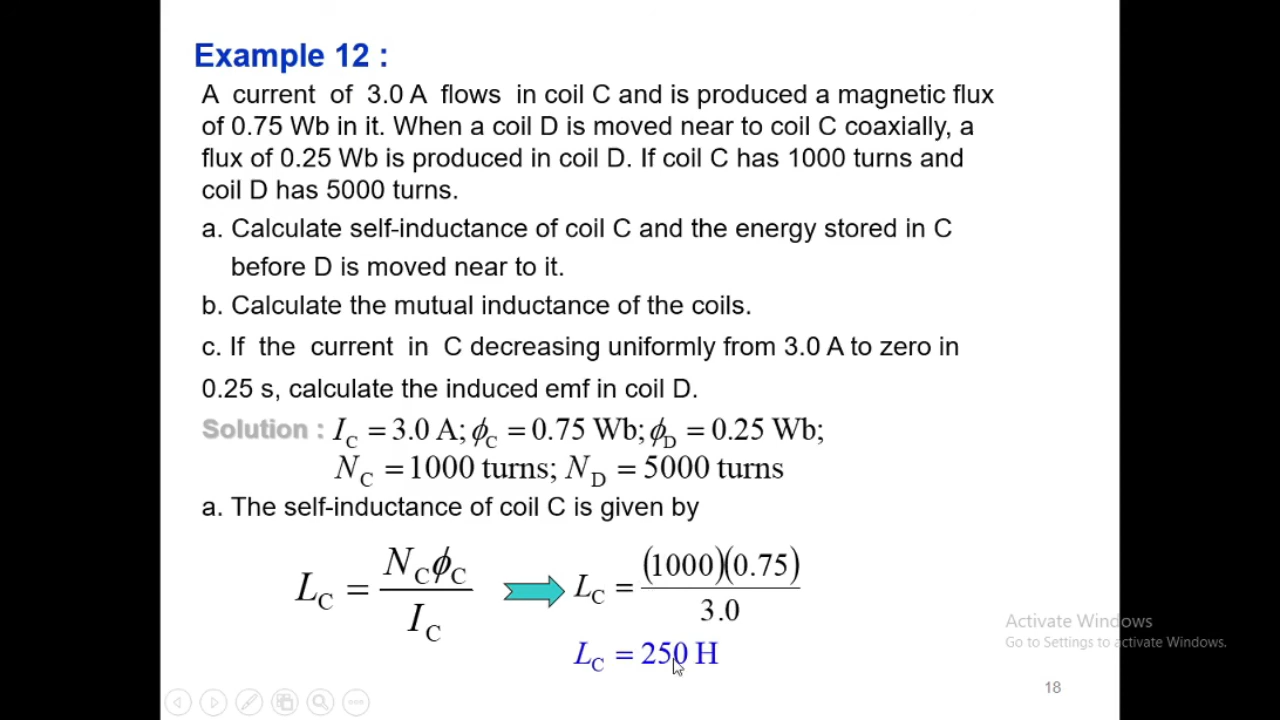 Example 12 :
A current of 3.0 A flows in coil C and is produced a magnetic flux
of 0.75 Wb in it. When a coil D is moved near to coil C coaxially, a
flux of 0.25 Wb is produced in coil D. If coil C has 1000 turns and
coil D has 5000 turns.
a. Calculate self-inductance of coil C and the energy stored in C
before D is moved near to it.
b. Calculate the mutual inductance of the coils.
c. If the current in C decreasing uniformly from 3.0 A to zero in
0.25 s, calculate the induced emf in coil D.
Solution : I_C = 3.0 A; ϕ_C = 0.75 Wb; ϕ_D = 0.25 Wb;
N_C = 1000 turns; N_D = 5000 turns
a. The self-inductance of coil C is given by
L_C = N_Cϕ_C / I_C
L_C = (1000)(0.75) / 3.0
L_C = 250 H
Activate Windows
Go to Settings to activate Windows.
18